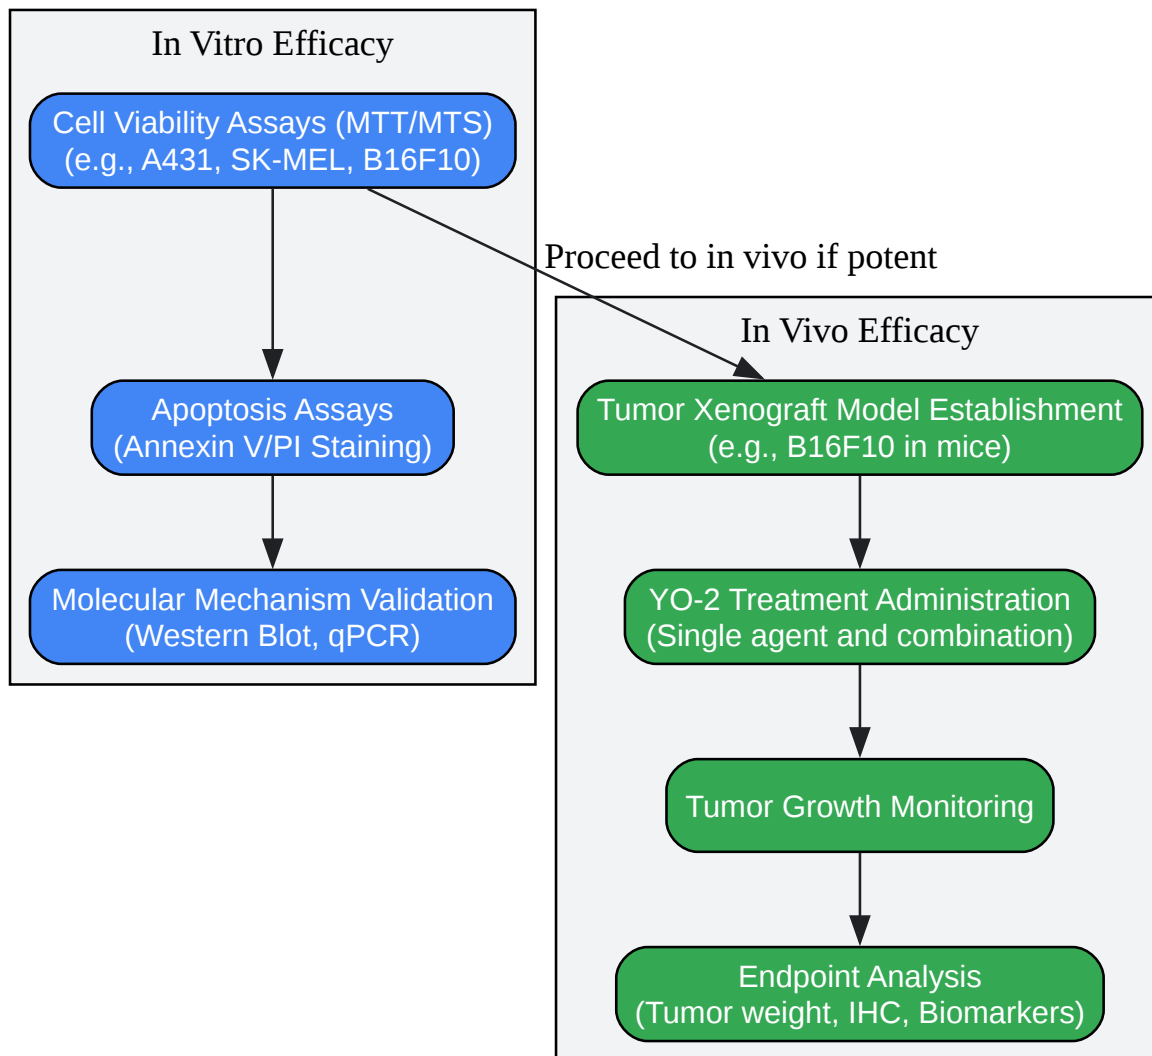 In Vitro Efficacy
Cell Viability Assays (MTT/MTS)
(e.g., A431, SK-MEL, B16F10)
Proceed to in vivo if potent
In Vivo Efficacy
Apoptosis Assays
(Annexin V/PI Staining)
Tumor Xenograft Model Establishment
(e.g., B16F10 in mice)
Molecular Mechanism Validation
(Western Blot, qPCR)
YO-2 Treatment Administration
(Single agent and combination)
Tumor Growth Monitoring
Endpoint Analysis
(Tumor weight, IHC, Biomarkers)